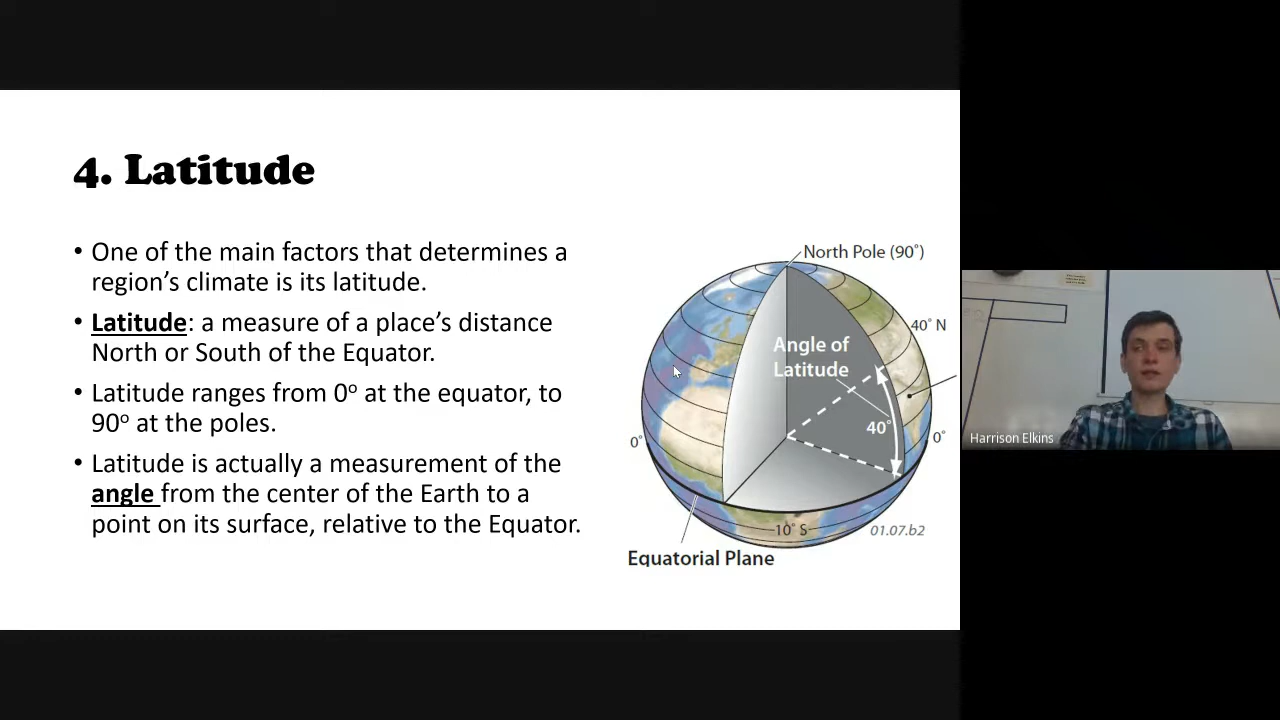 4. Latitude
• One of the main factors that determines a
region's climate is its latitude.
• Latitude: a measure of a place's distance
North or South of the Equator.
• Latitude ranges from 0° at the equator, to
90° at the poles.
• Latitude is actually a measurement of the
angle from the center of the Earth to a
point on its surface, relative to the Equator.
North Pole (90°)
40° N
Angle of
Latitude
40°
0°
0°
10° S
01.07.b2
Equatorial Plane
Harrison Elkins